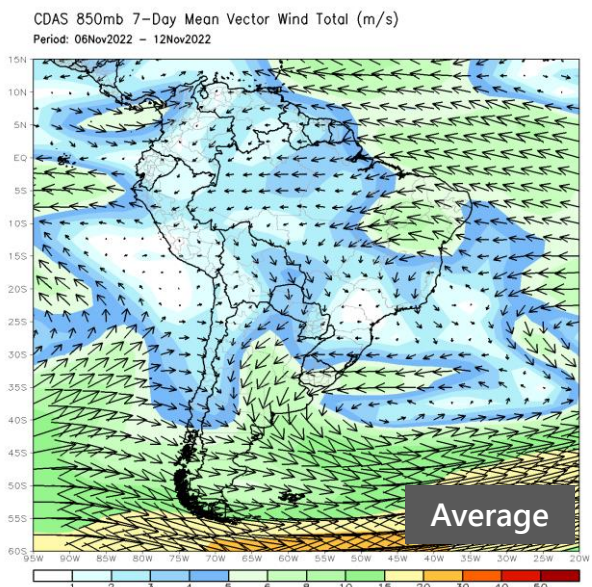 CDAS 850mb 7-Day Mean Vector Wind Total (m/s)
Period: 06Nov2022 - 12Nov2022
15N
10N
5N
EQ
5S
10S
15S
20S
25S
30S
35S
40S
45S
50S
55S
60S
Average
95W 90W 85W 80W 75W 70W 65W 60W 55W 50W 45W 40W 35W 30W 25W 20W
1 2 3 4 5 6 8 10 15 20 30 40 50